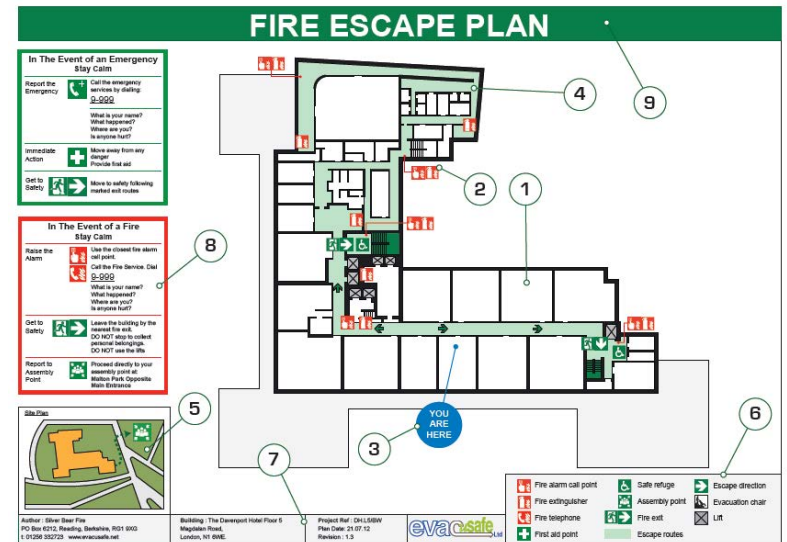 FIRE ESCAPE PLAN
9
In The Event of an Emergency
Stay Calm
Report the
Emergency
Call the emergency
services by dialling:
9-999
What is your name?
What happened?
Where are you?
Is anyone hurt?
Immediate
Action
Move away from any
danger
Provide first aid
Get to
Safety
Move to safety following
marked exit routes
In The Event of a Fire
Stay Calm
Raise the
Alarm
Use the closest fire alarm
call point.
Call the Fire Service. Dial
9-999
What is your name?
What happened?
Where are you?
Is anyone hurt?
Get to
Safety
Leave the building by the
nearest fire exit.
DO NOT stop to collect
personal belongings.
DO NOT use the lifts
Report to
Assembly
Point
Proceed directly to your
assembly point at:
Malton Park Opposite
Main Entrance
8
4
2
1
YOU
ARE
HERE
3
Site Plan
5
7
6
Fire alarm call point
Fire extinguisher
Fire telephone
First aid point
Safe refuge
Assembly point
Fire exit
Escape routes
Escape direction
Evacuation chair
Lift
Author : Silver Bear Fire
PO Box 6212, Reading, Berkshire, RG1 9XG
t: 01256 332723 www.evacusafe.net
Building : The Davenport Hotel Floor 5
Magdalan Road,
London, N1 6WE.
Project Ref : DH.L5/BW
Plan Date: 21.07.12
Revision : 1.3
evacusafe Ltd